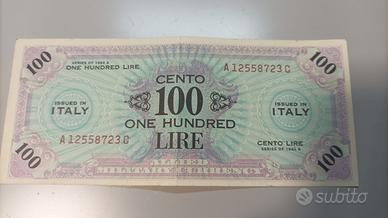 100
ONE HUNDRED LIRE
SERIES OF 1943 A
CENTO
A 12558723 C
100
ISSUED IN
ITALY
100
ISSUED IN
ITALY
A 12558723 C
ONE HUNDRED
LIRE
CENTO LIRE
SERIES OF 1943 A
100
100
subito